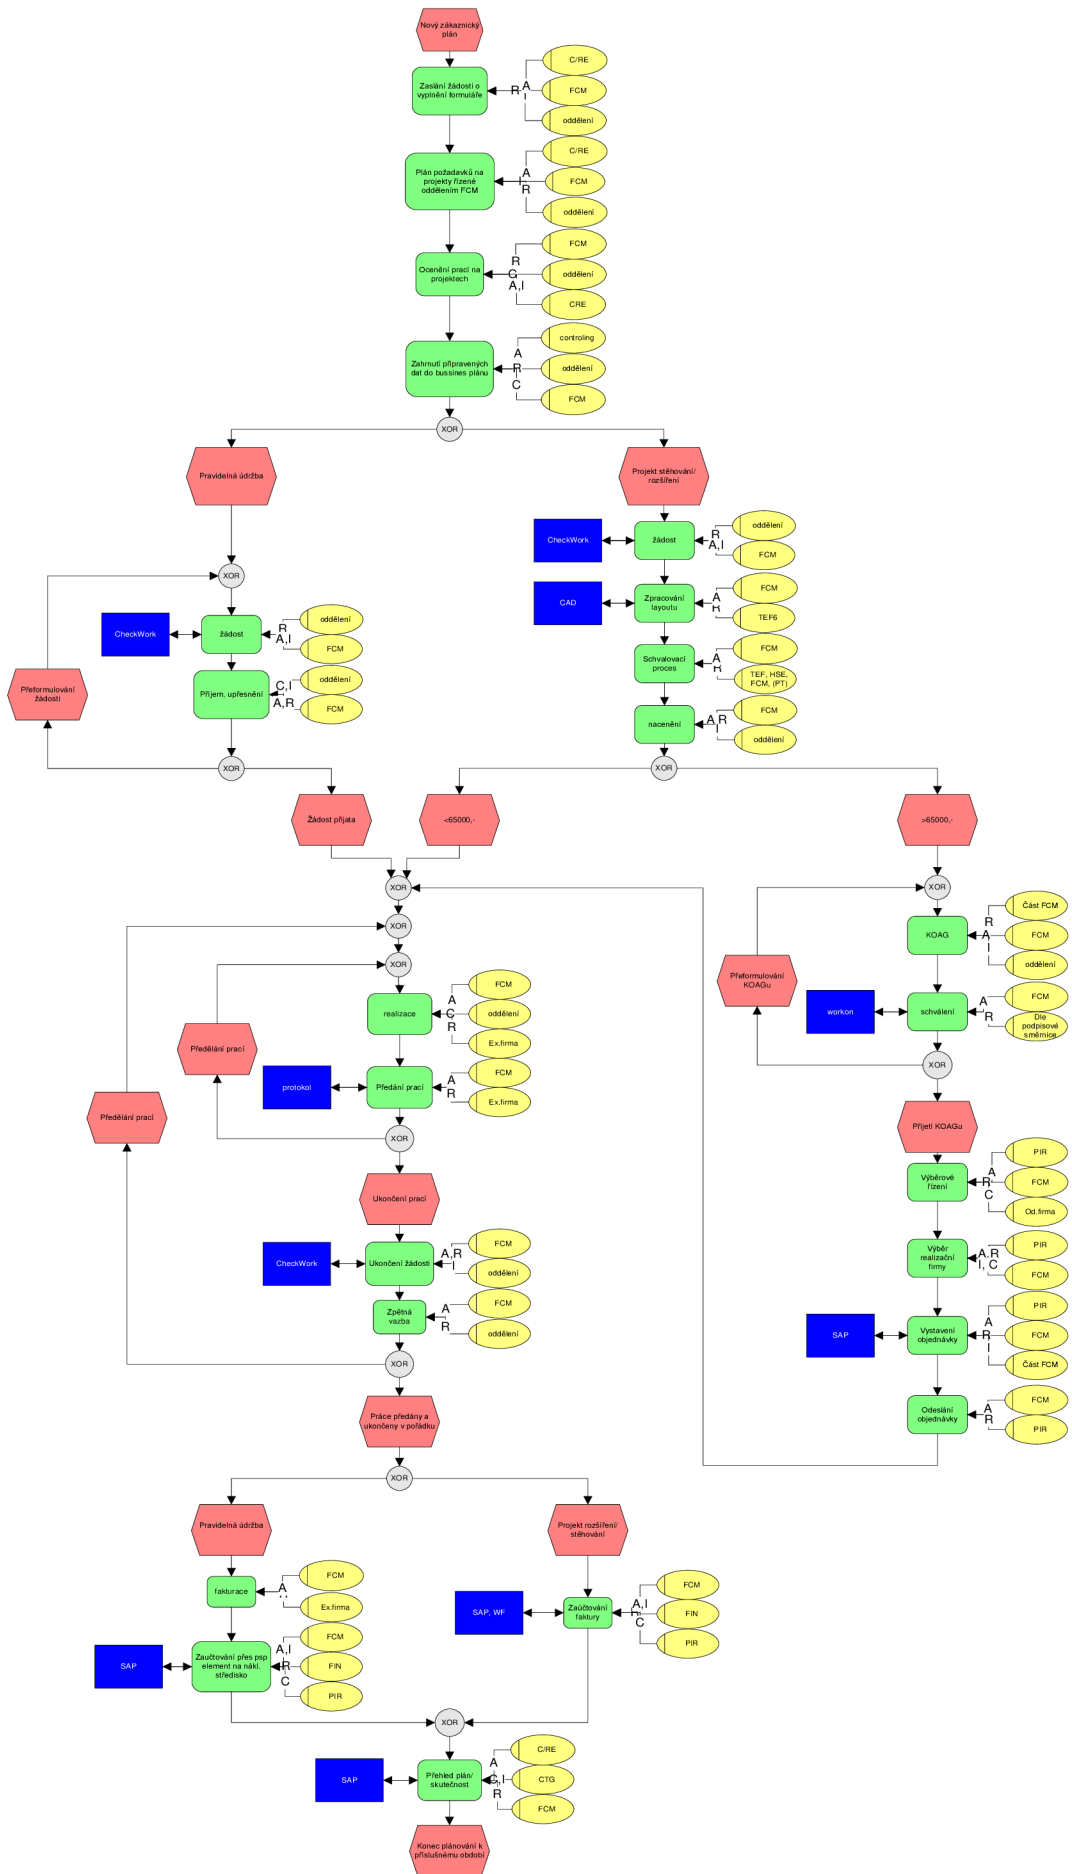 Nový zákaznický
plán
C/RE
Zaslání žádosti o
vyplnění formuláře
R
A
I
FCM
oddělení
C/RE
Plán požadavků na
projekty řízené
oddělením FCM
A
I
R
FCM
oddělení
FCM
Ocenění prací na
projektech
R
C
A,I
oddělení
CRE
controling
Zahrnutí připravených
dat do bussines plánu
A
R
C
oddělení
FCM
XOR
Pravidelná údržba
Projekt stěhování/
rozšíření
CheckWork
žádost
R
A,I
oddělení
FCM
XOR
CAD
Zpracování
layoutu
A
R
FCM
TEF6
CheckWork
žádost
R
A,I
oddělení
FCM
Schvalovací
proces
A
R
FCM
TEF, HSE,
FCM, (PT)
Přeformulování
žádosti
Příjem, upřesnění
C,I
A,R
oddělení
FCM
nacenění
A,R
I
FCM
oddělení
XOR
XOR
Žádost přijata
<65000,-
>65000,-
XOR
XOR
XOR
KOAG
R
A
I
Část FCM
FCM
oddělení
XOR
Přeformulování
KOAGu
realizace
A
C
R
FCM
oddělení
Ex.firma
workon
schválení
A
R
FCM
Dle
podpisové
směrnice
Předělání prací
XOR
protokol
Předání prací
A
R
FCM
Ex.firma
Předělání prací
XOR
Přijetí KOAGu
Ukončení prací
Výběrové
řízení
A
R
C
PIR
FCM
Od.firma
CheckWork
Ukončení žádosti
A,R
I
FCM
oddělení
Výběr
realizační
firmy
A,R
I, C
PIR
FCM
Zpětná
vazba
A
R
FCM
oddělení
SAP
Vystavení
objednávky
A
R
I
PIR
FCM
Část FCM
XOR
Práce předány a
ukončeny v pořádku
Odeslání
objednávky
A
R
FCM
PIR
XOR
Pravidelná údržba
Projekt rozšíření/
stěhování
fakturace
A
FCM
Ex.firma
SAP, WF
Zaúčtování
faktury
A,I
C
FCM
FIN
PIR
SAP
Zaučtování přes psp
element na nákl.
středisko
A,I
R
C
FCM
FIN
PIR
XOR
SAP
Přehled plán/
skutečnost
A
C,I
R
C/RE
CTG
FCM
Konec plánování k
příslušnému období